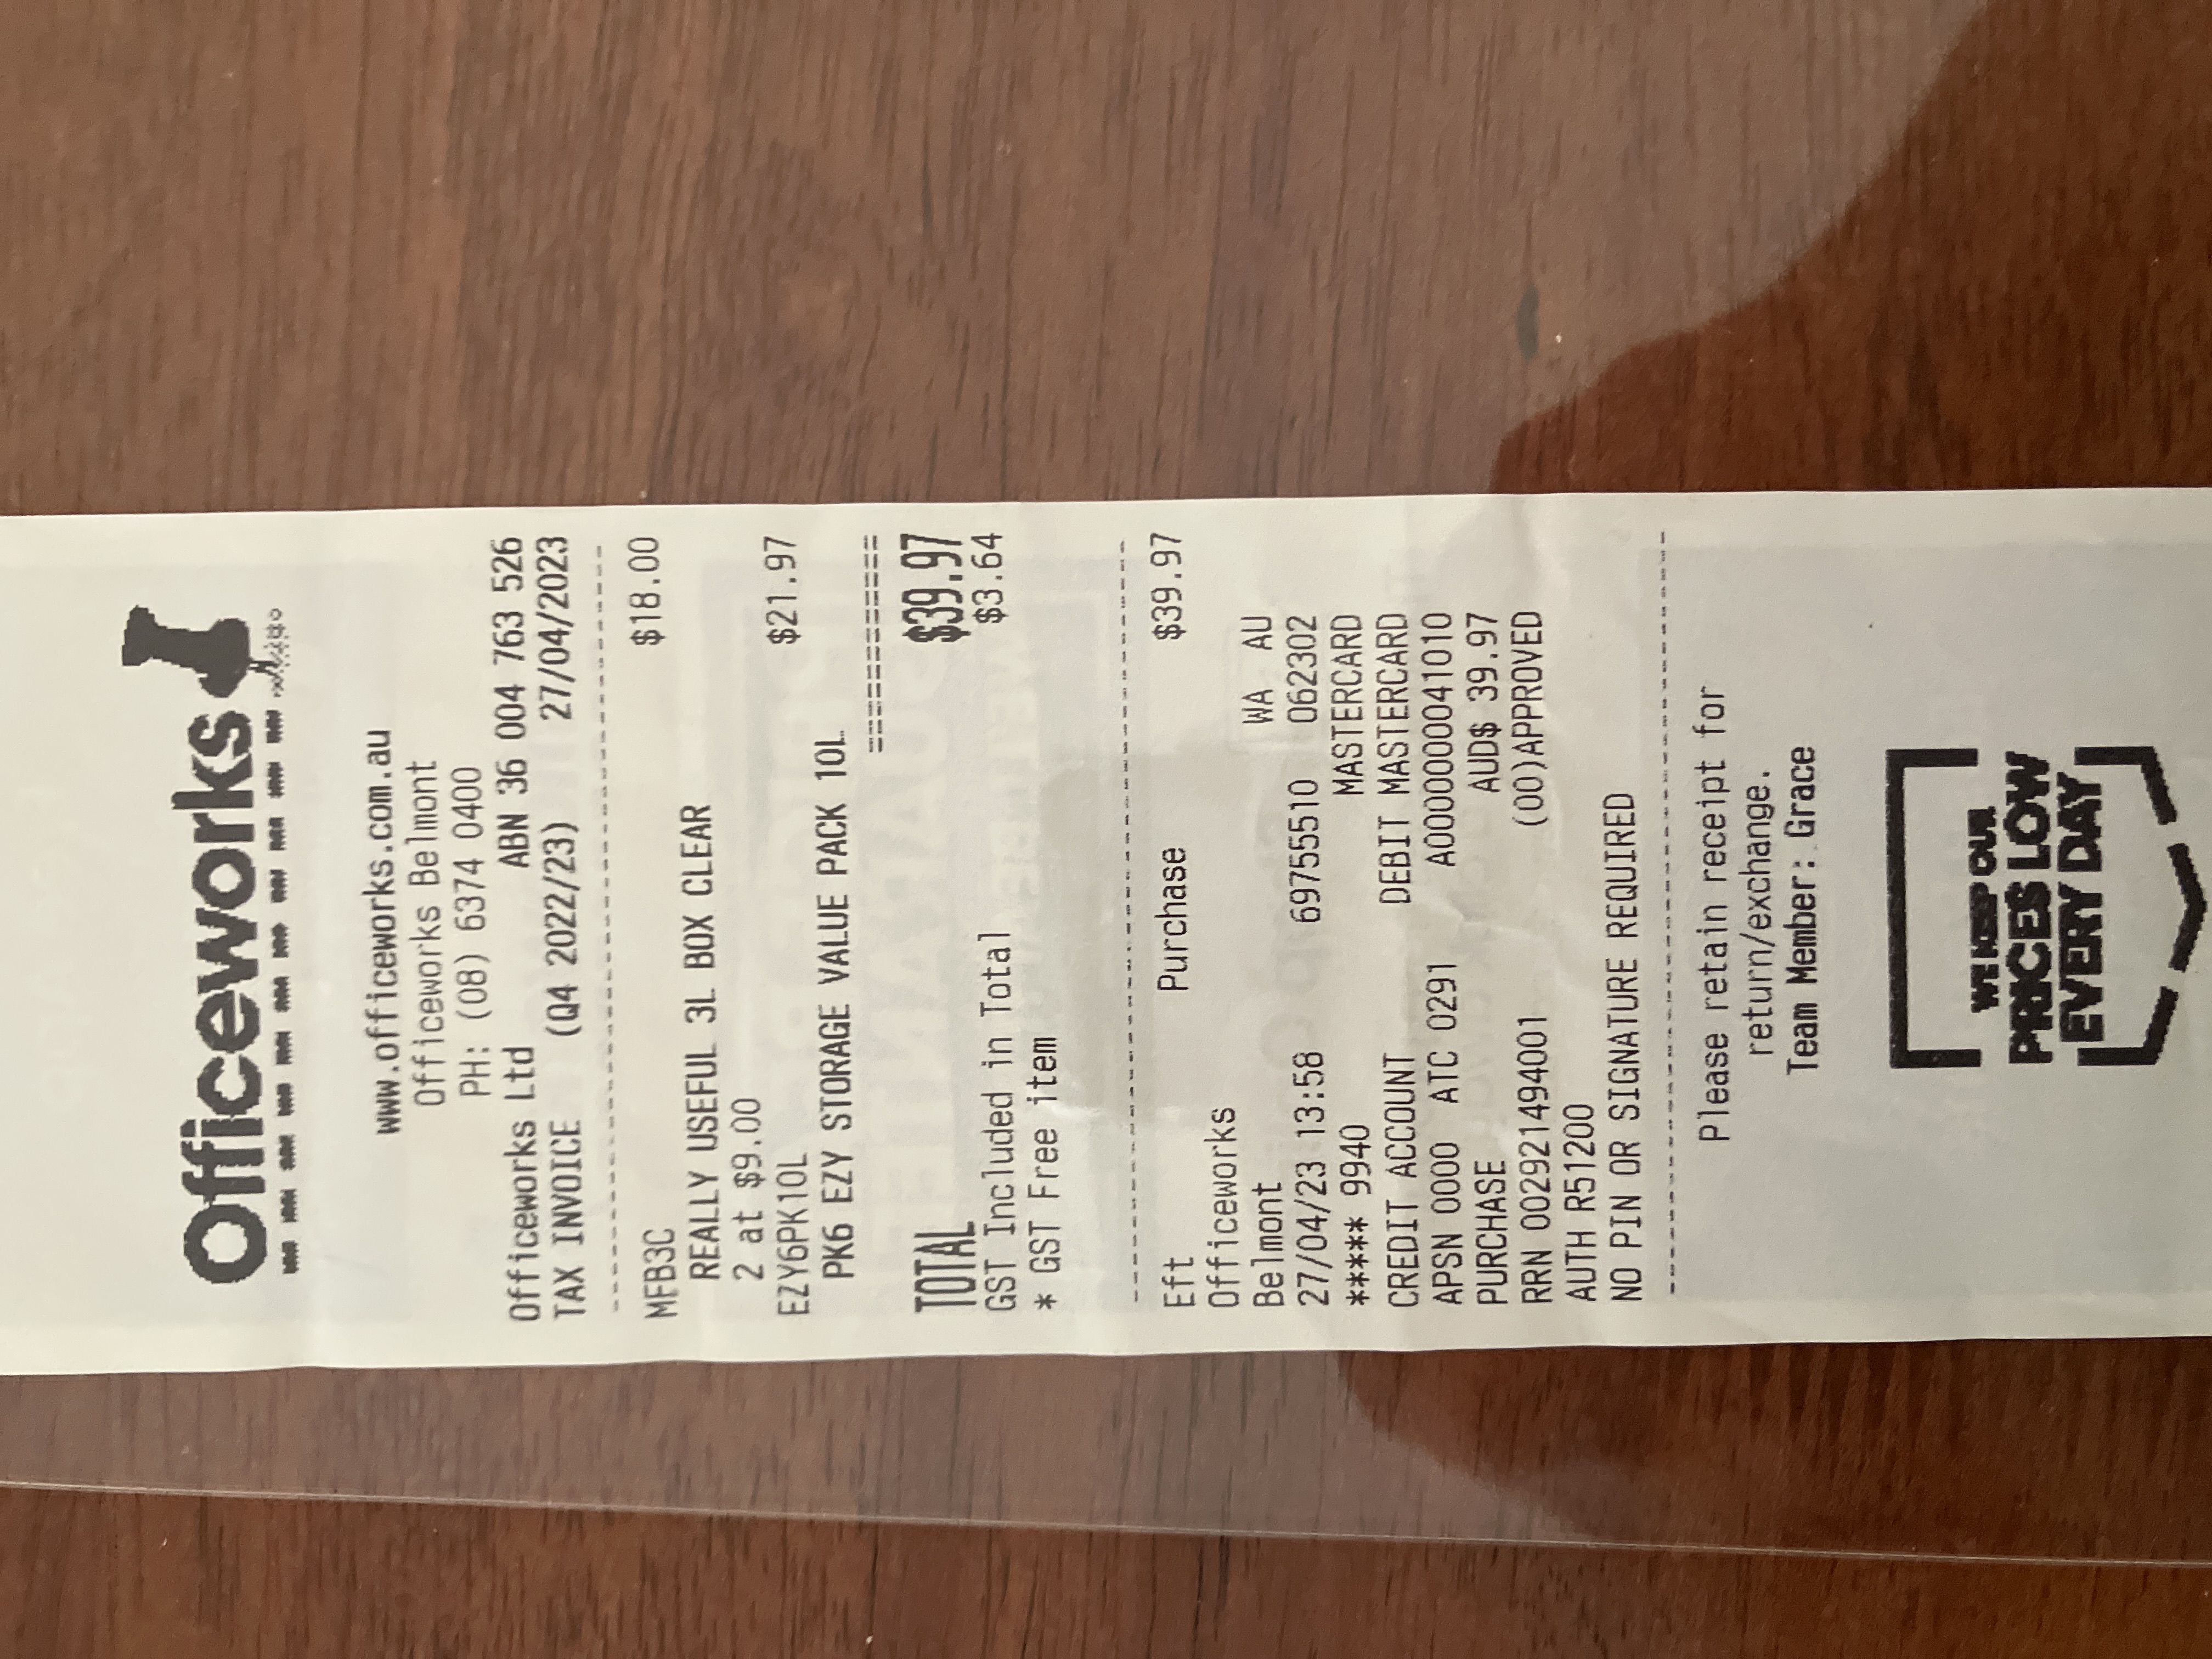 Officeworks
www.officeworks.com.au
Officeworks Belmont
PH: (08) 6374 0400
Officeworks Ltd ABN 36 004 763 526
TAX INVOICE (Q4 2022/23) 27/04/2023
MFB3C $18.00
REALLY USEFUL 3L BOX CLEAR
2 at $9.00
EZY6PK10L $21.97
PK6 EZY STORAGE VALUE PACK 10L
TOTAL $39.97
GST Included in Total $3.64
* GST Free item
Eft Purchase $39.97
Officeworks
Belmont WA AU
27/04/23 13:58 69755510 062302
***** 9940 MASTERCARD
CREDIT ACCOUNT DEBIT MASTERCARD
APSN 0000 ATC 0291 A0000000041010
PURCHASE AUD$ 39.97
RRN 002921494001 (00)APPROVED
AUTH R51200
NO PIN OR SIGNATURE REQUIRED
Please retain receipt for
return/exchange.
Team Member: Grace
WE KEEP OUR
PRICES LOW
EVERY DAY